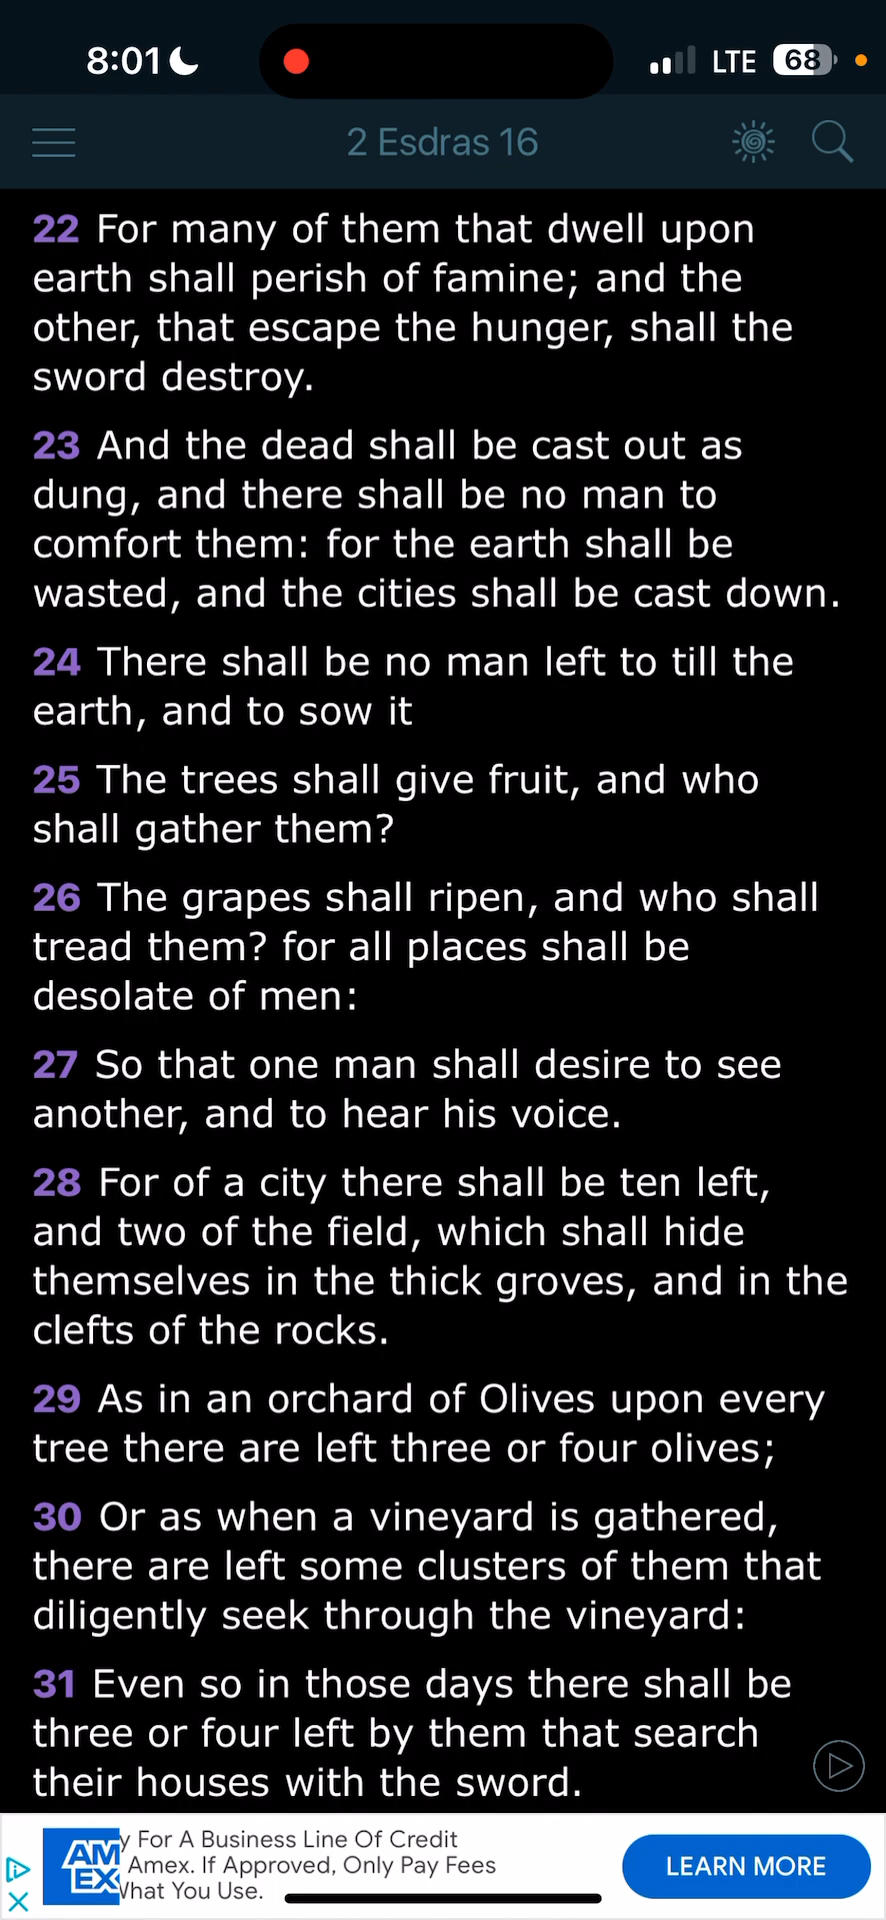 8:01
LTE 68
2 Esdras 16
22 For many of them that dwell upon
earth shall perish of famine; and the
other, that escape the hunger, shall the
sword destroy.
23 And the dead shall be cast out as
dung, and there shall be no man to
comfort them: for the earth shall be
wasted, and the cities shall be cast down.
24 There shall be no man left to till the
earth, and to sow it
25 The trees shall give fruit, and who
shall gather them?
26 The grapes shall ripen, and who shall
tread them? for all places shall be
desolate of men:
27 So that one man shall desire to see
another, and to hear his voice.
28 For of a city there shall be ten left,
and two of the field, which shall hide
themselves in the thick groves, and in the
clefts of the rocks.
29 As in an orchard of Olives upon every
tree there are left three or four olives;
30 Or as when a vineyard is gathered,
there are left some clusters of them that
diligently seek through the vineyard:
31 Even so in those days there shall be
three or four left by them that search
their houses with the sword.
AM
EX
y For A Business Line Of Credit
Amex. If Approved, Only Pay Fees
What You Use.
LEARN MORE